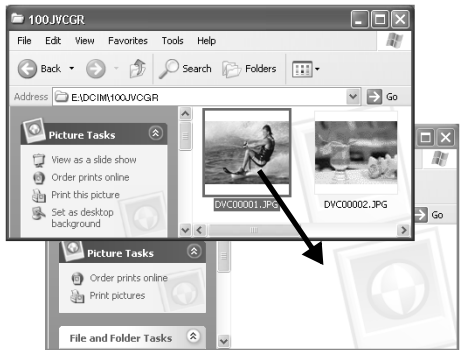 100JVCGR
File Edit View Favorites Tools Help
Back Search Folders
Address E:\DCIM\100JVCGR Go
Picture Tasks
View as a slide show
Order prints online
Print this picture
Set as desktop
background
DVC00001.JPG DVC00002.JPG
Go
Picture Tasks
Order prints online
Print pictures
File and Folder Tasks